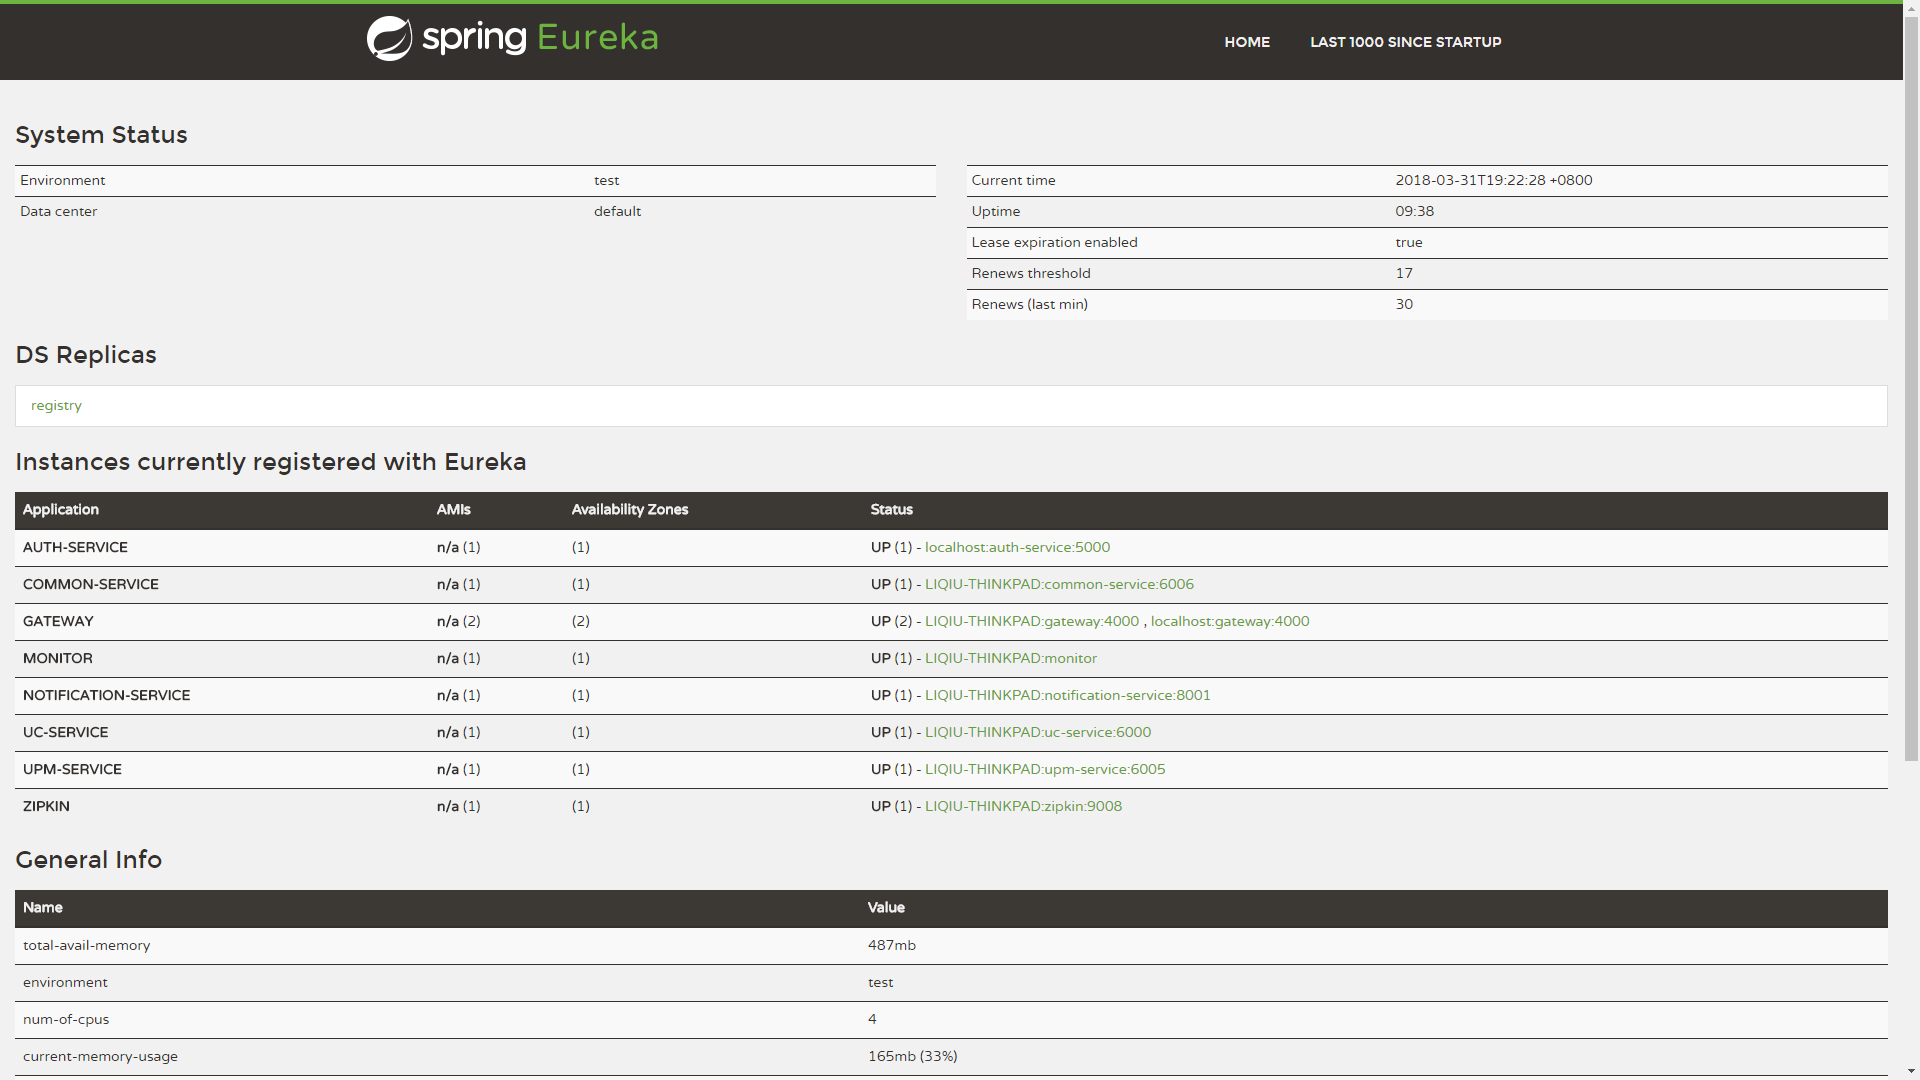 spring Eureka
HOME LAST 1000 SINCE STARTUP
System Status
Environment test
Data center default
Current time 2018-03-31T19:22:28 +0800
Uptime 09:38
Lease expiration enabled true
Renews threshold 17
Renews (last min) 30
DS Replicas
registry
Instances currently registered with Eureka
Application AMIs Availability Zones Status
AUTH-SERVICE n/a (1) (1) UP (1) - localhost:auth-service:5000
COMMON-SERVICE n/a (1) (1) UP (1) - LIQIU-THINKPAD:common-service:6006
GATEWAY n/a (2) (2) UP (2) - LIQIU-THINKPAD:gateway:4000 , localhost:gateway:4000
MONITOR n/a (1) (1) UP (1) - LIQIU-THINKPAD:monitor
NOTIFICATION-SERVICE n/a (1) (1) UP (1) - LIQIU-THINKPAD:notification-service:8001
UC-SERVICE n/a (1) (1) UP (1) - LIQIU-THINKPAD:uc-service:6000
UPM-SERVICE n/a (1) (1) UP (1) - LIQIU-THINKPAD:upm-service:6005
ZIPKIN n/a (1) (1) UP (1) - LIQIU-THINKPAD:zipkin:9008
General Info
Name Value
total-avail-memory 487mb
environment test
num-of-cpus 4
current-memory-usage 165mb (33%)